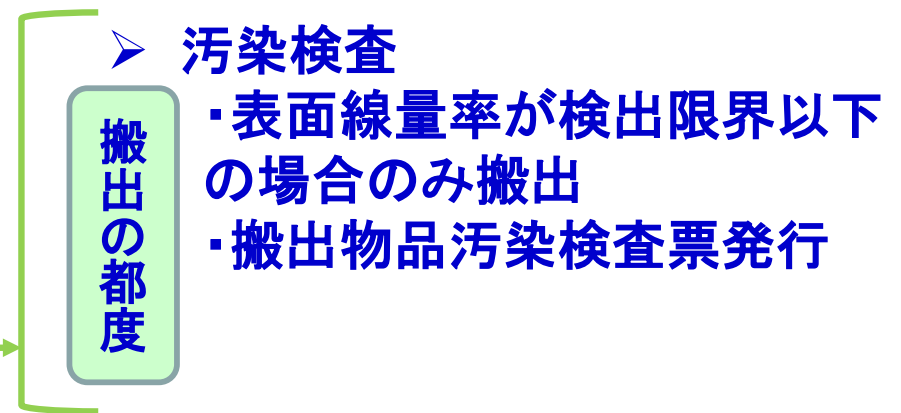 ➢ 汚染検査
・表面線量率が検出限界以下
の場合のみ搬出
・搬出物品汚染検査票発行
搬出の都度